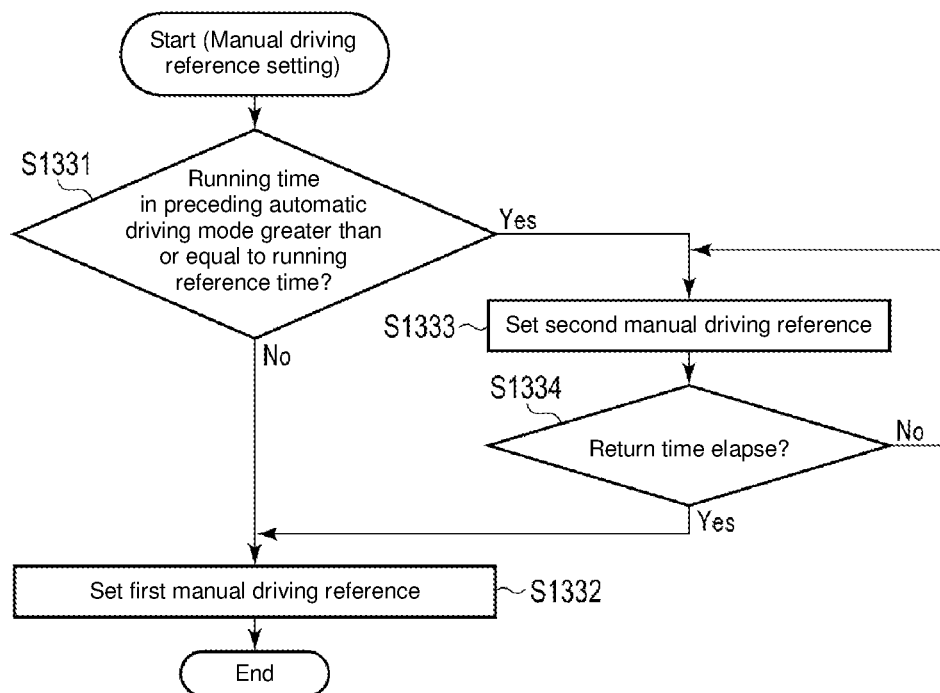 Start (Manual driving
reference setting)
S1331
Running time
in preceding automatic
driving mode greater than
or equal to running
reference time?
Yes
No
S1333
Set second manual driving reference
S1334
Return time elapse?
No
Yes
Set first manual driving reference
S1332
End